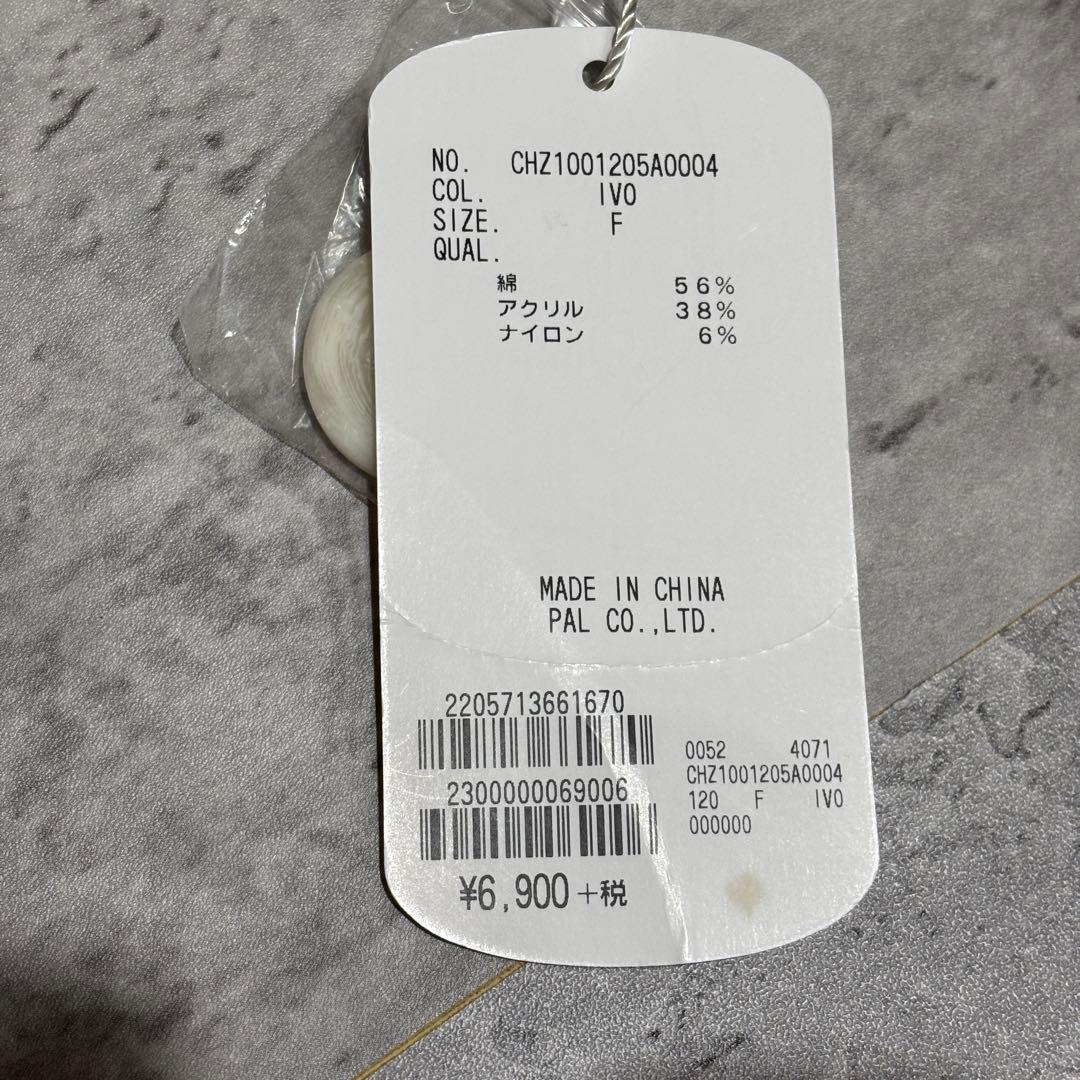 NO. CHZ1001205A0004
COL. IVO
SIZE. F
QUAL.
綿 56%
アクリル 38%
ナイロン 6%
MADE IN CHINA
PAL CO.,LTD.
2205713661670
2300000069006
¥6,900+税
0052 4071
CHZ1001205A0004
120 F IVO
000000